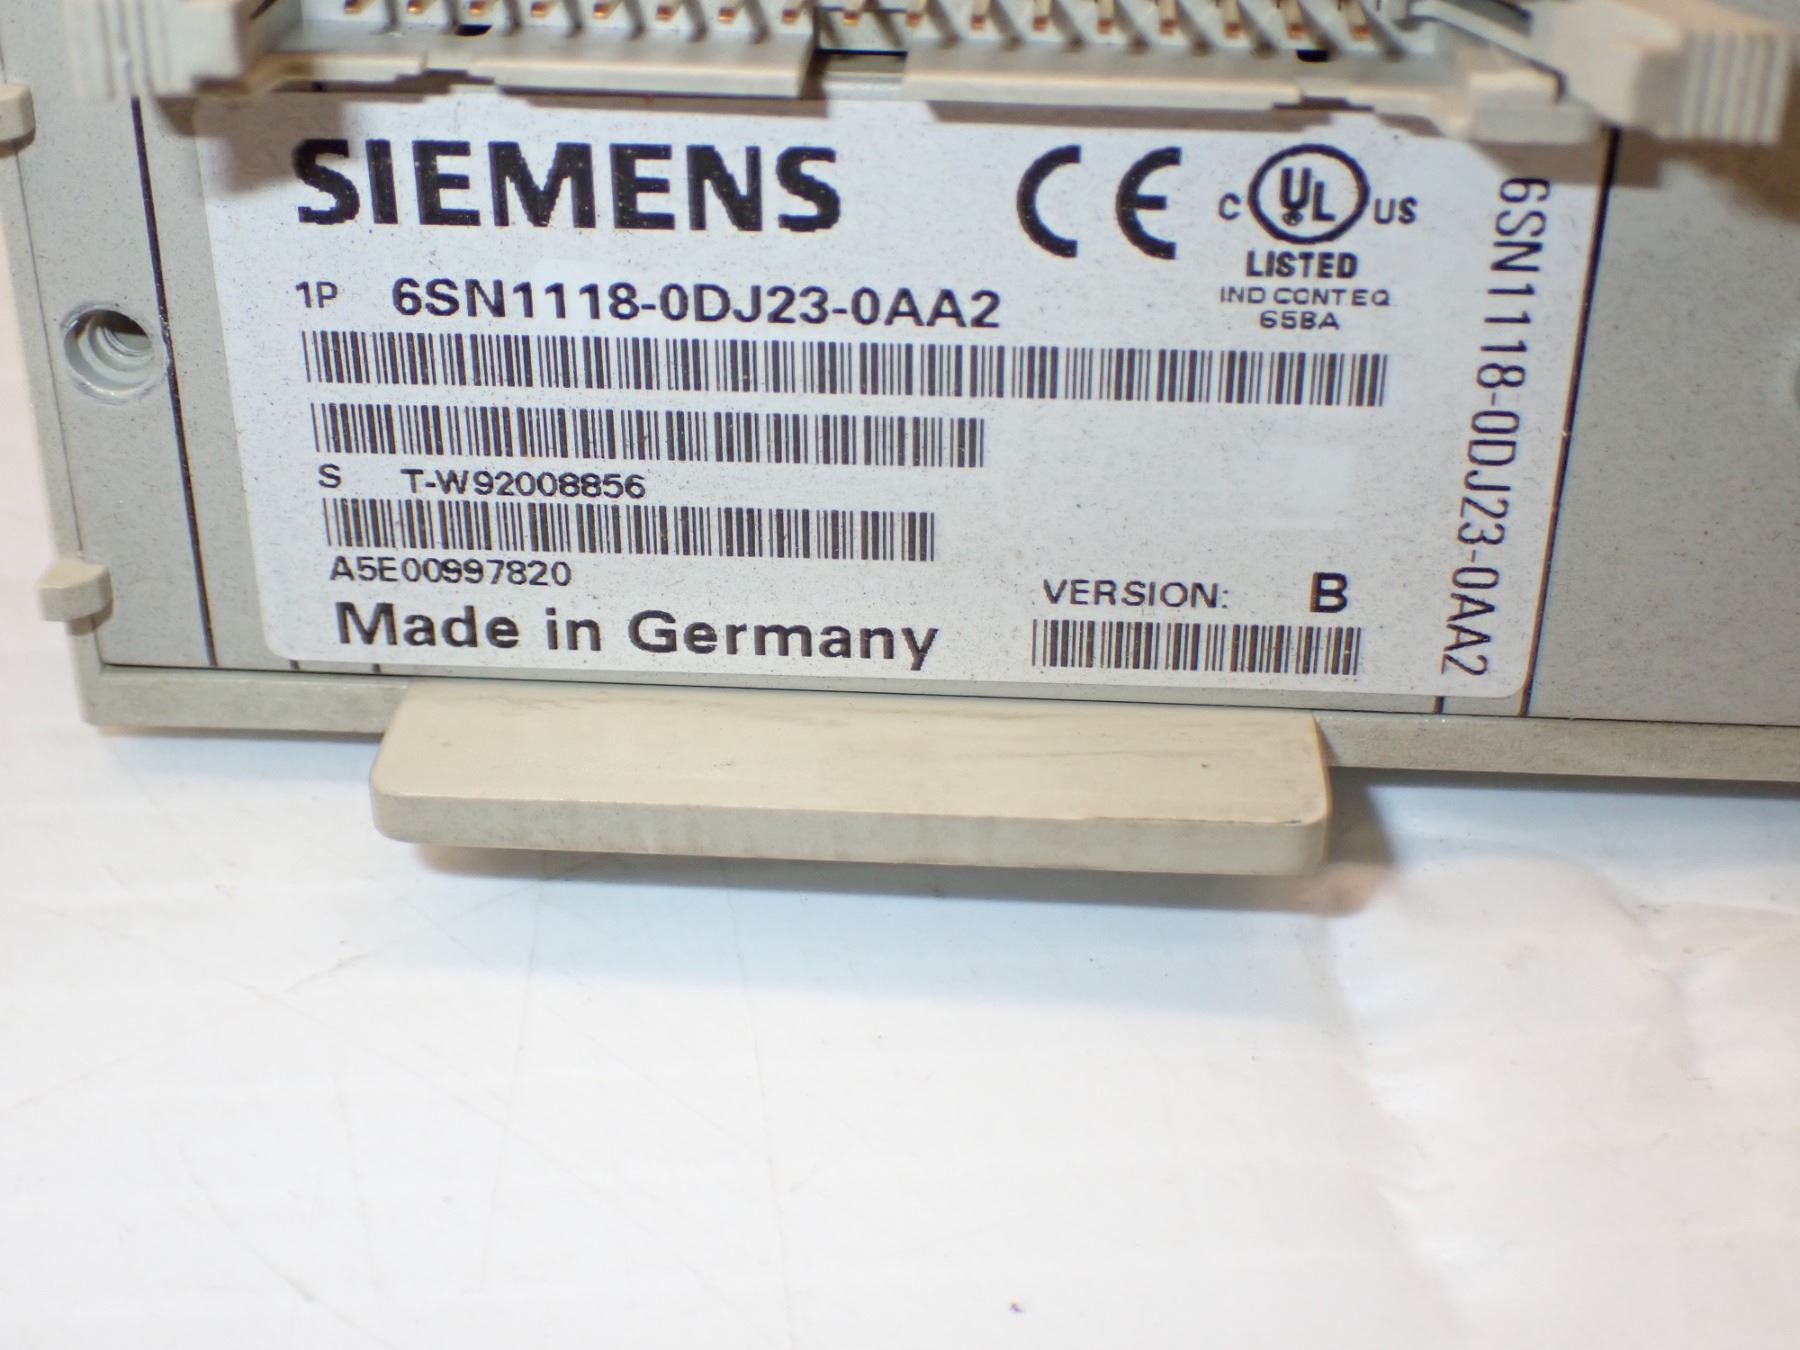 SIEMENS
CE
C UL US
LISTED
IND CONT EQ
65BA
1P 6SN1118-0DJ23-0AA2
S T-W92008856
A5E00997820
Made in Germany
VERSION: B
6SN1118-0DJ23-0AA2